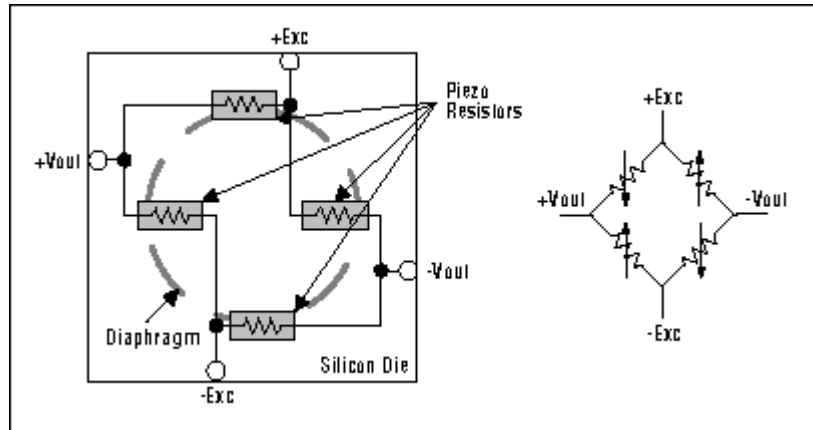 +Exc
Piezo
Resistors
+Vout
-Vout
Diaphragm
Silicon Die
-Exc
+Exc
+Vout
-Vout
-Exc